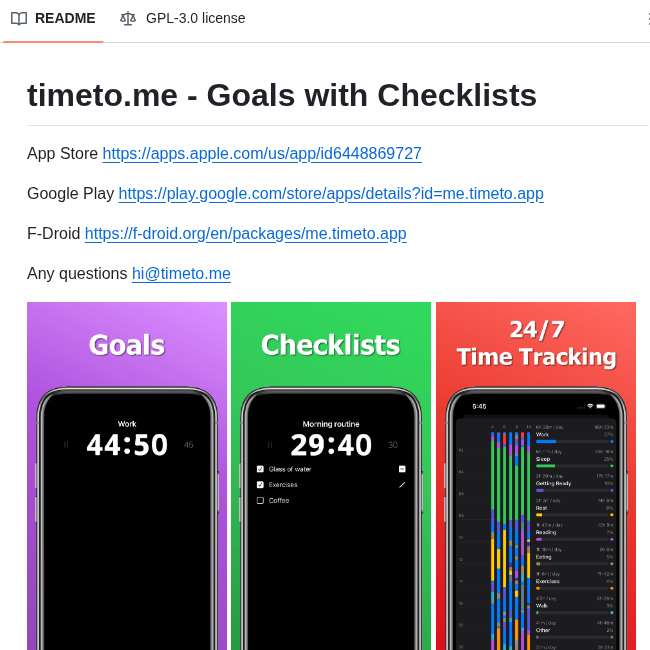 README
GPL-3.0 license
timeto.me - Goals with Checklists
App Store https://apps.apple.com/us/app/id6448869727
Google Play https://play.google.com/store/apps/details?id=me.timeto.app
F-Droid https://f-droid.org/en/packages/me.timeto.app
Any questions hi@timeto.me
Goals
Work
44:50
45
Checklists
Morning routine
29:40
30
Glass of water
Exercises
Coffee
24/7
Time Tracking
5:45
Work
Sleep
Getting Ready
Rest
Reading
Eating
Exercises
Walk
Other